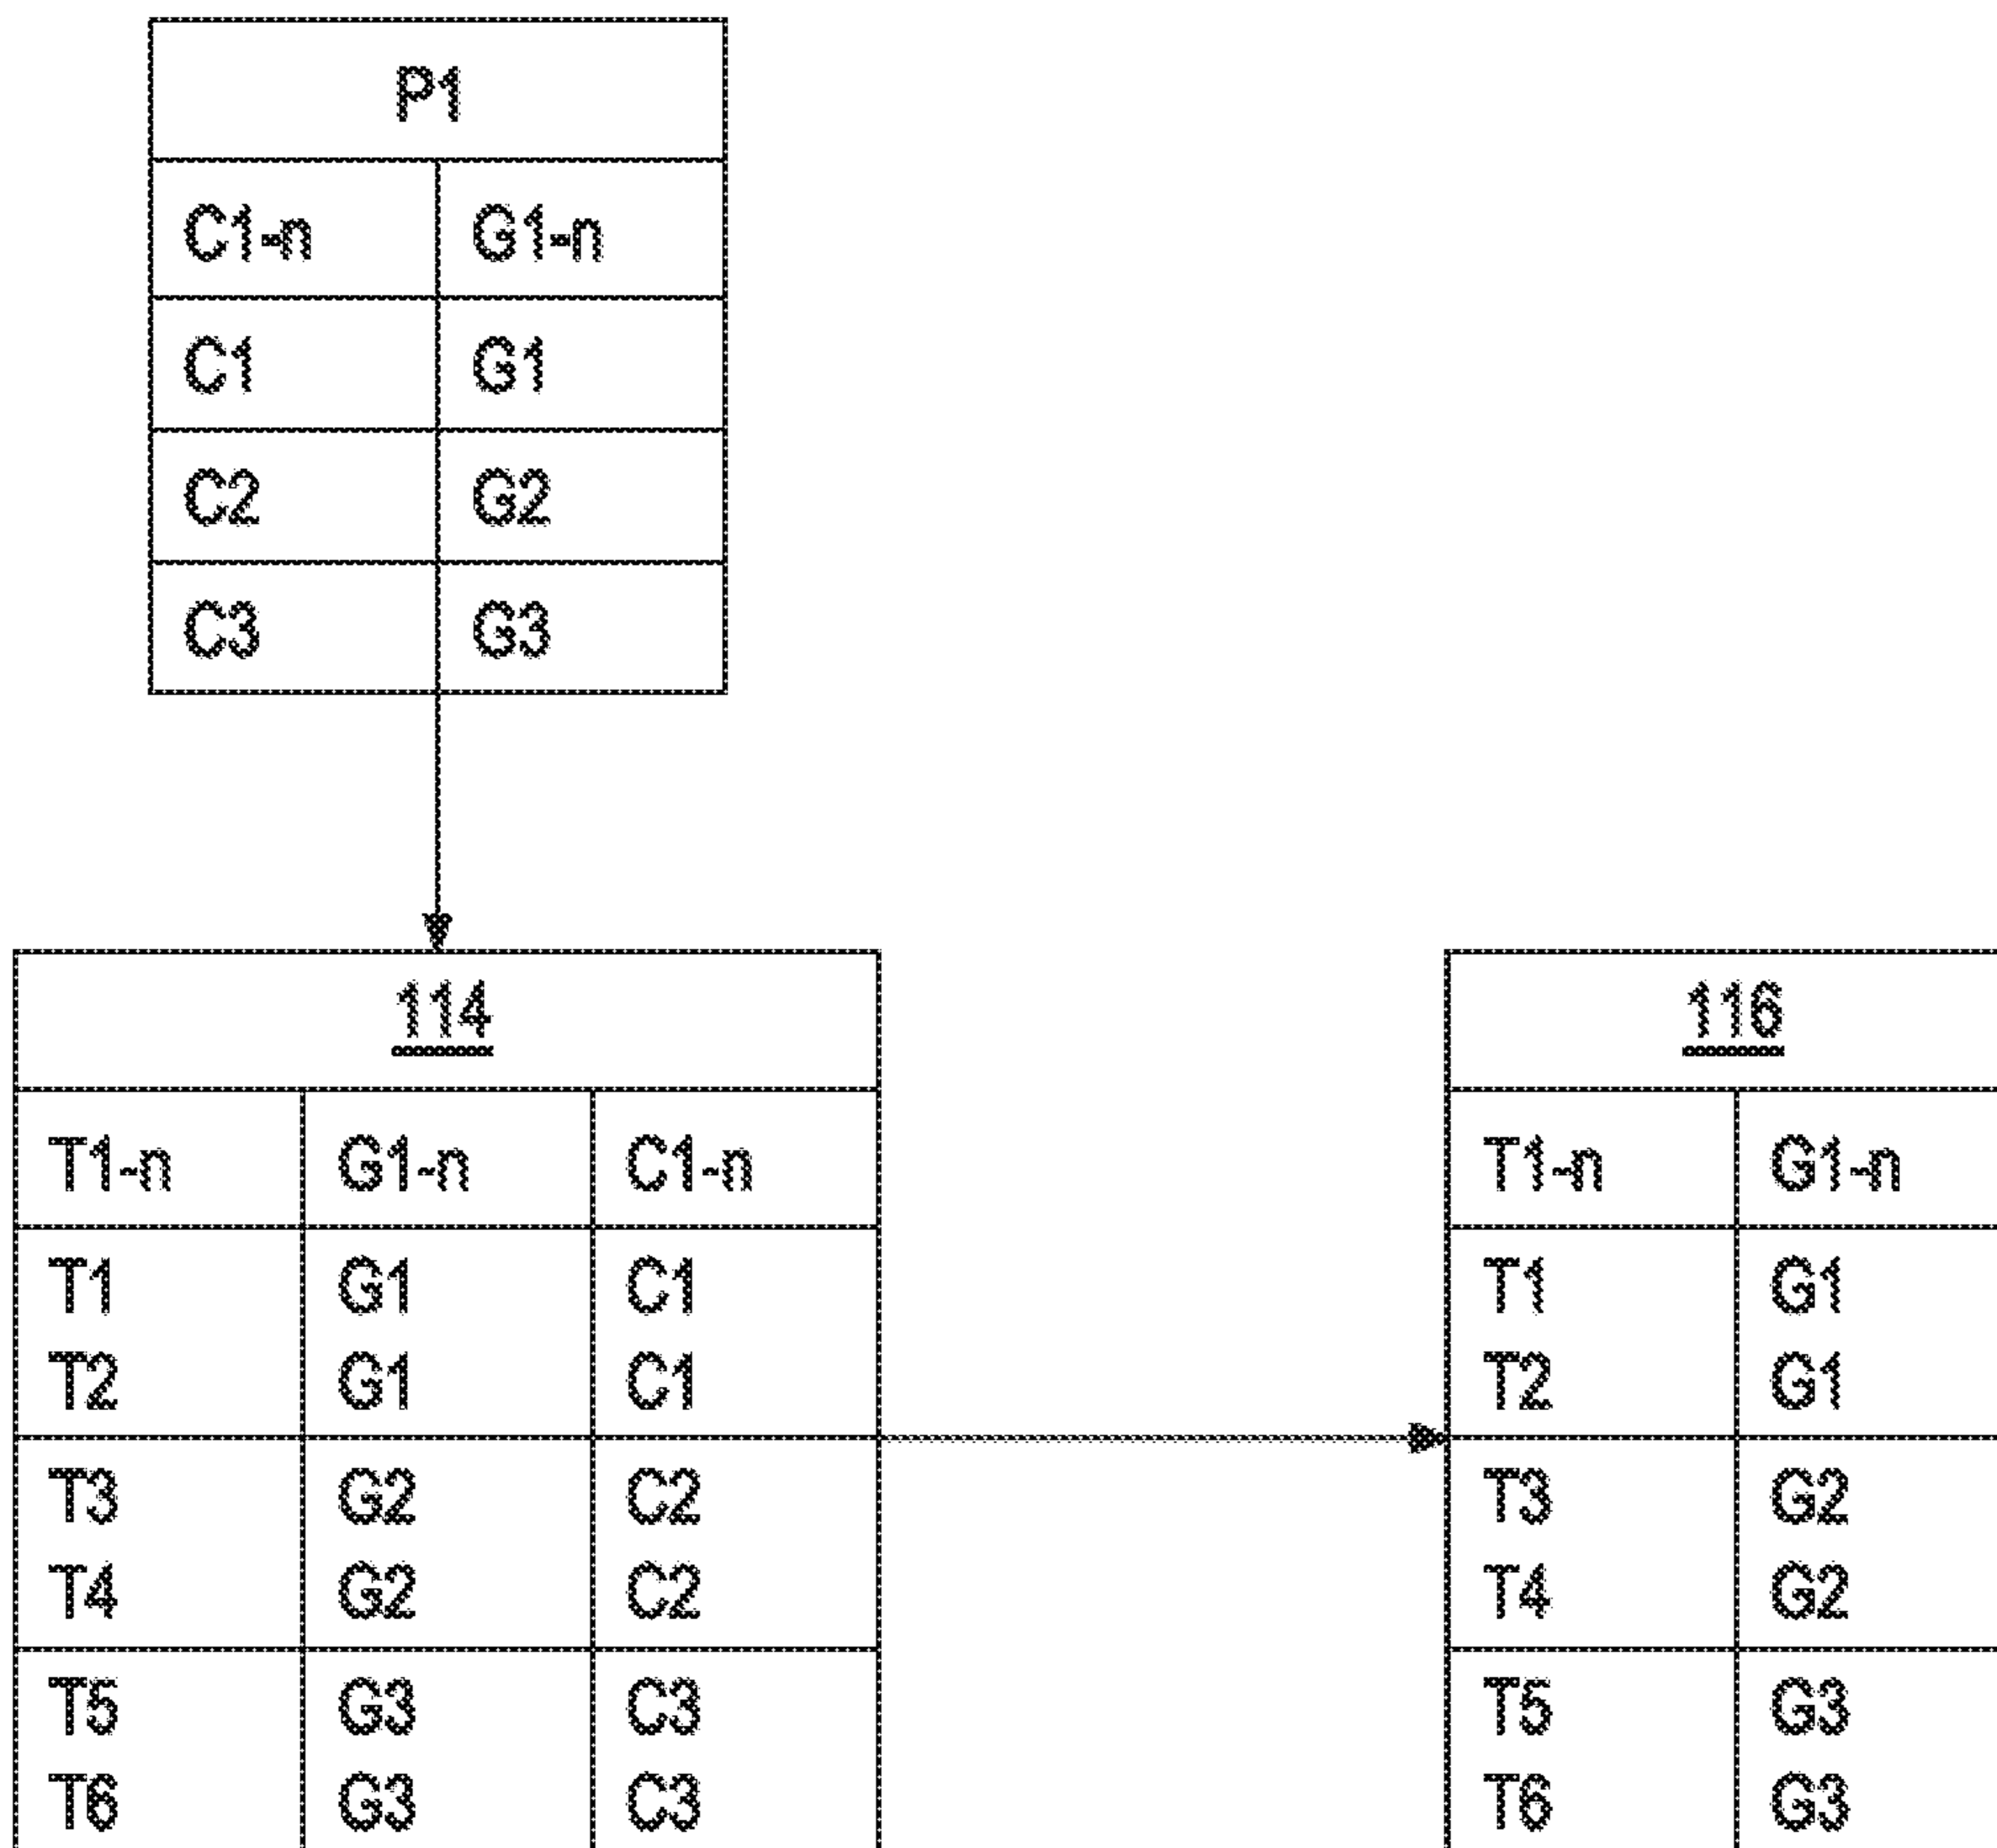 P1
C1-n G1-n
C1 G1
C2 G2
C3 G3
114
T1-n G1-n C1-n
T1 G1 C1
T2 G1 C1
T3 G2 C2
T4 G2 C2
T5 G3 C3
T6 G3 C3
116
T1-n G1-n
T1 G1
T2 G1
T3 G2
T4 G2
T5 G3
T6 G3